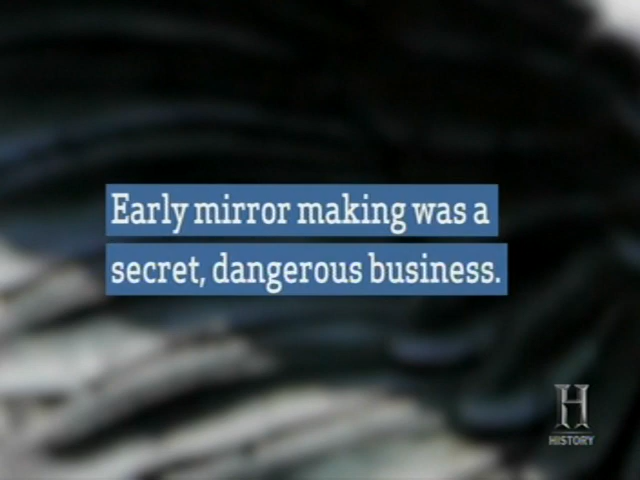 Early mirror making was a
secret, dangerous business.
H
HISTORY